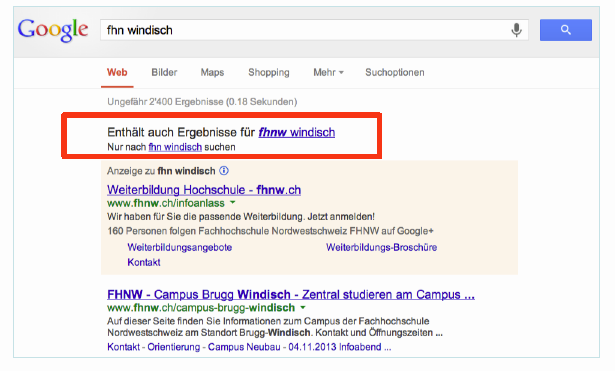 Google
fhn windisch
Web Bilder Maps Shopping Mehr Suchoptionen
Ungefähr 2'400 Ergebnisse (0.18 Sekunden)
Enthält auch Ergebnisse für fhnw windisch
Nur nach fhn windisch suchen
Anzeige zu fhn windisch
Weiterbildung Hochschule - fhnw.ch
www.fhnw.ch/infoanlass
Wir haben für Sie die passende Weiterbildung. Jetzt anmelden!
160 Personen folgen Fachhochschule Nordwestschweiz FHNW auf Google+
Weiterbildungsangebote Weiterbildungs-Broschüre
Kontakt
FHNW - Campus Brugg Windisch - Zentral studieren am Campus ...
www.fhnw.ch/campus-brugg-windisch
Auf dieser Seite finden Sie Informationen zum Campus der Fachhochschule
Nordwestschweiz am Standort Brugg-Windisch. Kontakt und Öffnungszeiten ...
Kontakt - Orientierung - Campus Neubau - 04.11.2013 Infoabend ...